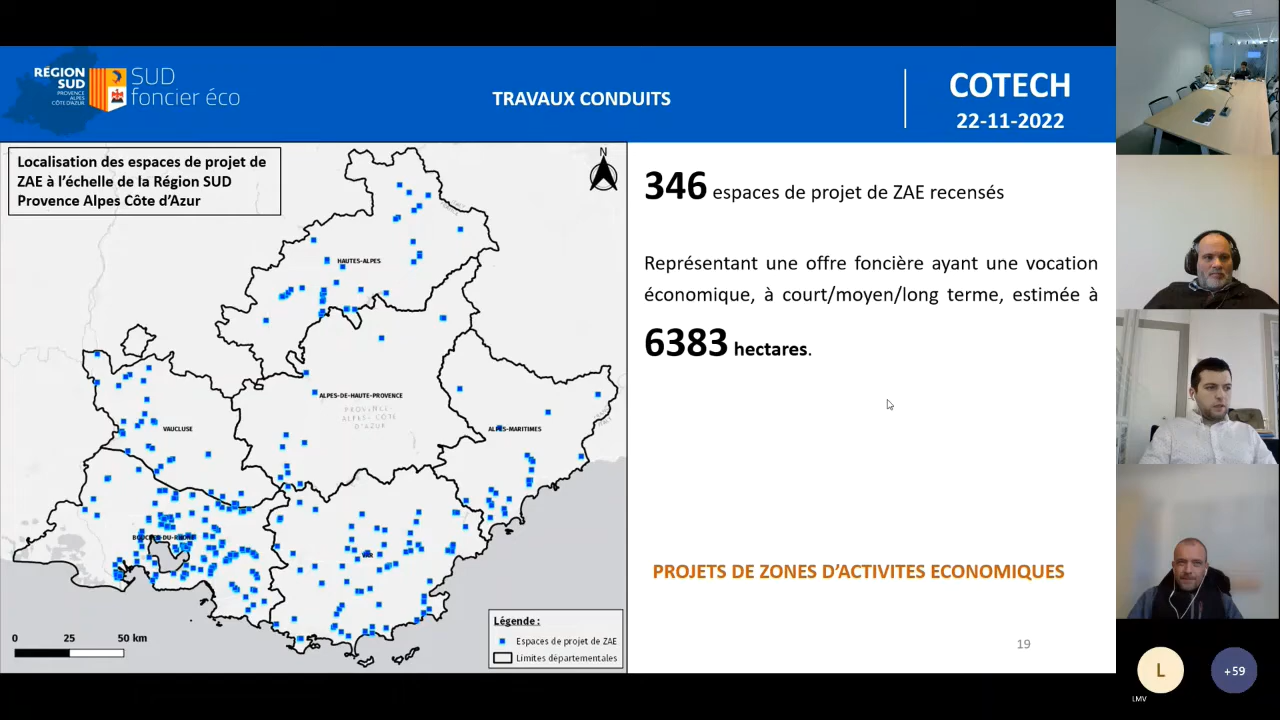 RÉGION
SUD
PROVENCE
ALPES
CÔTE D'AZUR
SUD
foncier éco
TRAVAUX CONDUITS
COTECH
22-11-2022
Localisation des espaces de projet de
ZAE à l'échelle de la Région SUD
Provence Alpes Côte d'Azur
N
HAUTES-ALPES
ALPES-DE-HAUTE-PROVENCE
PROVENCE-
ALPES-CÔTE
D'AZUR
VAUCLUSE
ALPES-MARITIMES
BOUCHES-DU-RHÔNE
VAR
0 25 50 km
Légende :
Espaces de projet de ZAE
Limites départementales
346 espaces de projet de ZAE recensés
Représentant une offre foncière ayant une vocation
économique, à court/moyen/long terme, estimée à
6383 hectares.
PROJETS DE ZONES D'ACTIVITES ECONOMIQUES
19
L
+59
LMV